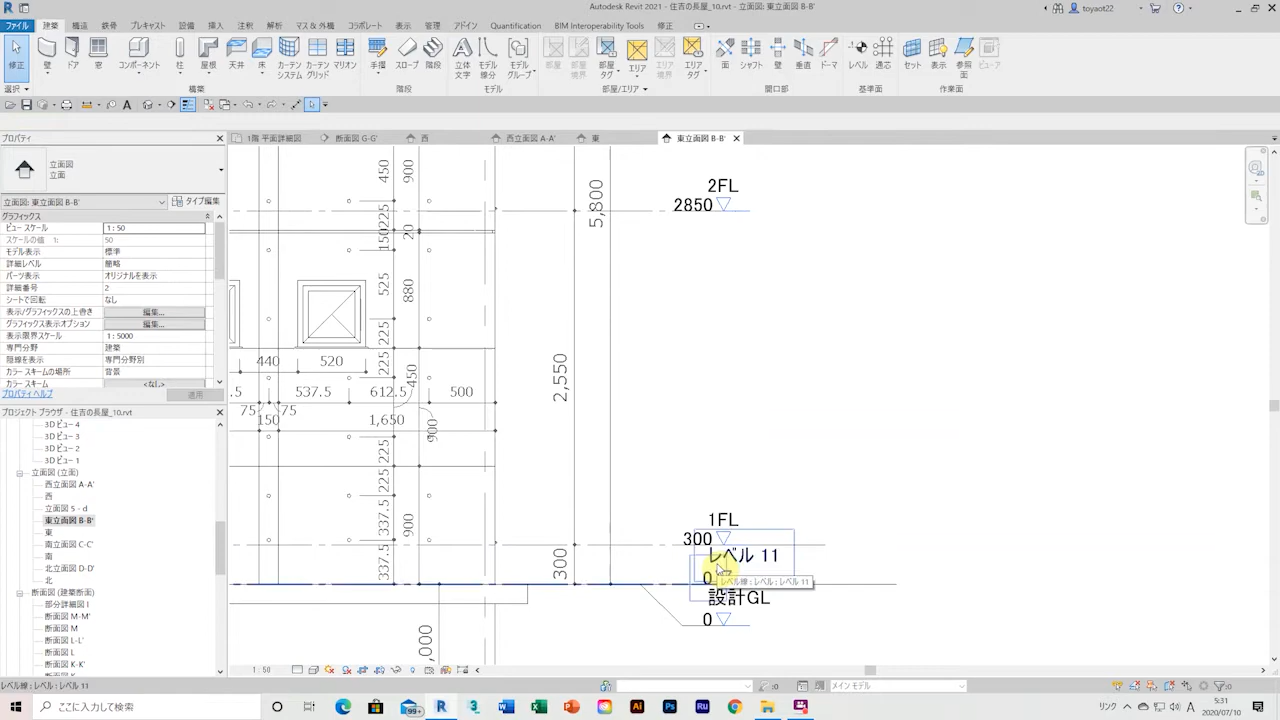 Autodesk Revit 2021 - 住吉の長屋_10.rvt - 立面図: 東立面図 B-B'
toyaot22
ファイル 建築 構造 鉄骨 プレキャスト 設備 注釈 解析 マス & 外構 コラボレート 表示 管理 アドイン Quantification BIM Interoperability Tools 修正
修正 壁 ドア 窓 コンポーネント 柱 屋根 天井 床 カーテン システム カーテン グリッド マリオン 手摺 スロープ 階段 立体 文字 モデル 線分 モデル グループ 部屋 部屋 境界 部屋 タグ エリア エリア 境界 エリア タグ 面 シャフト 壁 垂直 ドーマ レベル 通芯 セット 表示 参照 面 ビューア
選択 構築 階段 モデル 部屋/エリア 開口部 基準面 作業面
プロパティ
1階 平面詳細図 断面図 G-G' 西 西立面図 A-A' 東 東立面図 B-B'
立面図
立面
立面図: 東立面図 B-B' タイプ編集
グラフィックス
ビュー スケール 1 : 50
スケールの値 1: 50
モデル表示 標準
詳細レベル 簡略
パーツ表示 オリジナルを表示
詳細番号 2
シートで回転 なし
表示/グラフィックスの上書き 編集...
グラフィックス表示オプション 編集...
表示限界スケール 1 : 5000
専門分野 建築
隠線を表示 専門分野別
カラー スキームの場所 背景
カラー スキーム <なし>
プロパティヘルプ 適用
プロジェクト ブラウザ - 住吉の長屋_10.rvt
3Dビュー 4
3Dビュー 3
3Dビュー 2
3Dビュー 1
立面図 (立面)
西立面図 A-A'
西
立面図 5 - d
東立面図 B-B'
東
南立面図 C-C'
南
北立面図 D-D'
北
断面図 (建築断面)
部分詳細図 I
断面図 M-M'
断面図 M
断面図 L-L'
断面図 L
断面図 K-K'
450 900
150 225 20
525 880
225
225 450
440 520
537.5 612.5 500
75 75
150 1,650 900
225
225
337.5 900
337.5
5,800
2,550
300
,000
2FL
2850
1FL
300
レベル 11
0
レベル線 : レベル : レベル 11
設計GL
0
1 : 50
レベル線 : レベル : レベル 11
:0 メインモデル :0
ここに入力して検索
99+
リンク
5:31
2020/07/10